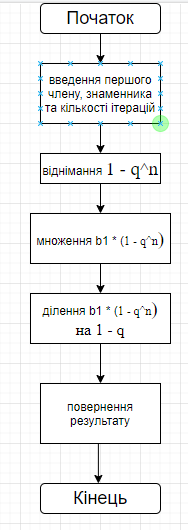 Початок
введення першого
члену, знаменника
та кількості ітерацій
віднімання 1 - q^n
множення b1 * (1 - q^n)
ділення b1 * (1 - q^n)
на 1 - q
повернення
результату
Кінець